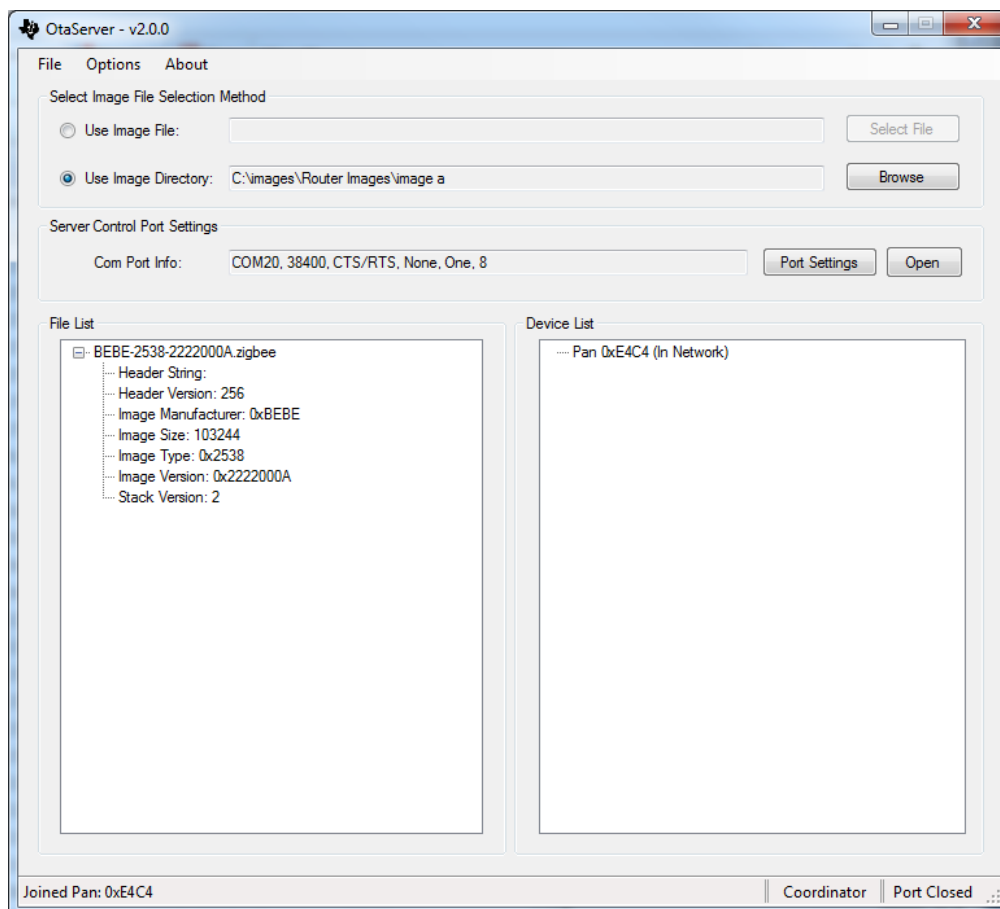 OtaServer - v2.0.0
File Options About
Select Image File Selection Method
Use Image File: Select File
Use Image Directory: C:\images\Router Images\image a Browse
Server Control Port Settings
Com Port Info: COM20, 38400, CTS/RTS, None, One, 8 Port Settings Open
File List
BEBE-2538-2222000A.zigbee
Header String:
Header Version: 256
Image Manufacturer: 0xBEBE
Image Size: 103244
Image Type: 0x2538
Image Version: 0x2222000A
Stack Version: 2
Device List
Pan 0xE4C4 (In Network)
Joined Pan: 0xE4C4 Coordinator Port Closed